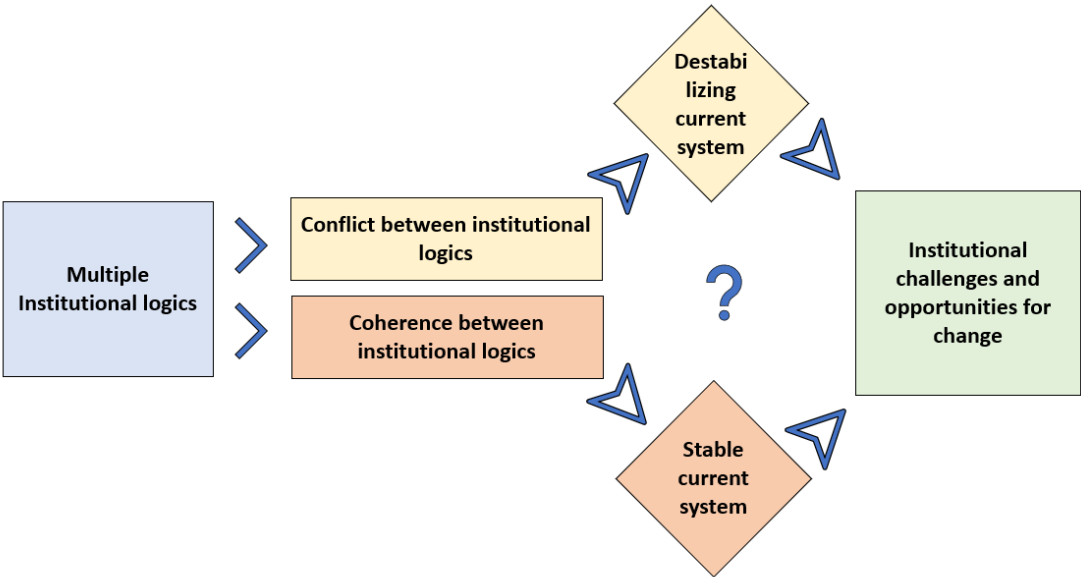 Destabi
lizing
current
system
Conflict between institutional
logics
Multiple
Institutional logics
?
Institutional
challenges and
opportunities for
change
Coherence between
institutional logics
Stable
current
system